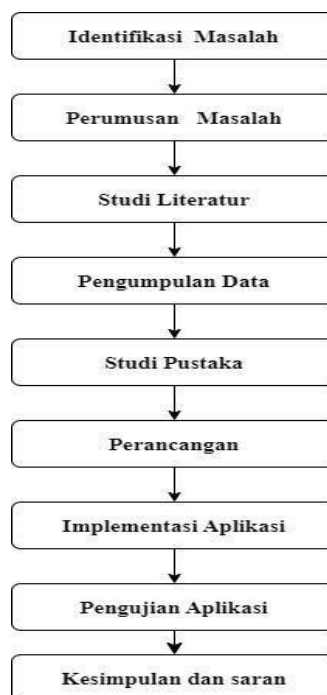 Identifikasi Masalah
Perumusan Masalah
Studi Literatur
Pengumpulan Data
Studi Pustaka
Perancangan
Implementasi Aplikasi
Pengujian Aplikasi
Kesimpulan dan saran